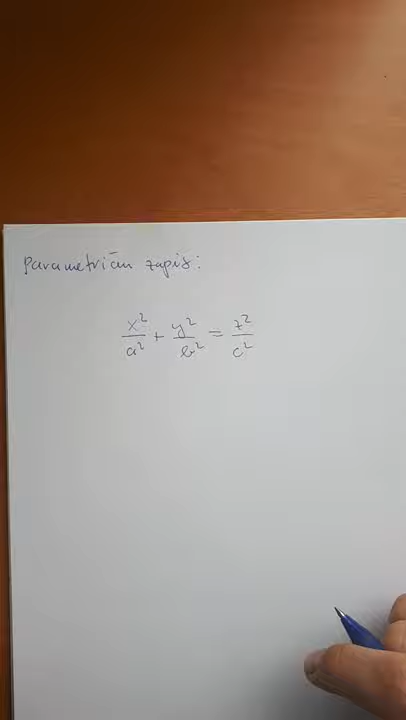 Parametričan zapis:
x²/a² + y²/b² = z²/c²